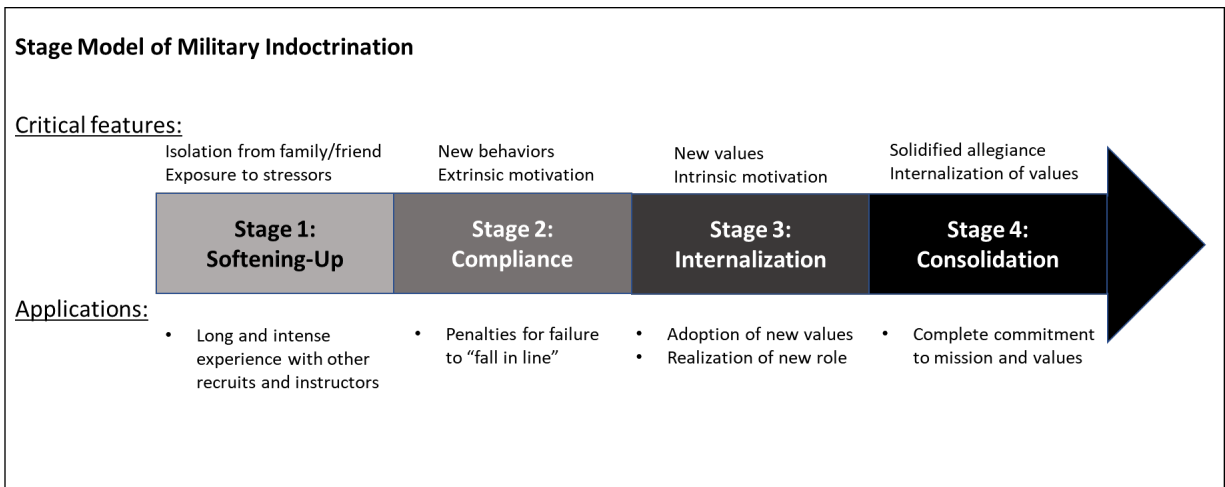 Stage Model of Military Indoctrination
Critical features:
Isolation from family/friend
Exposure to stressors
New behaviors
Extrinsic motivation
New values
Intrinsic motivation
Solidified allegiance
Internalization of values
Stage 1:
Softening-Up
Stage 2:
Compliance
Stage 3:
Internalization
Stage 4:
Consolidation
Applications:
• Long and intense
experience with other
recruits and instructors
• Penalties for failure
to “fall in line”
• Adoption of new values
• Realization of new role
• Complete commitment
to mission and values